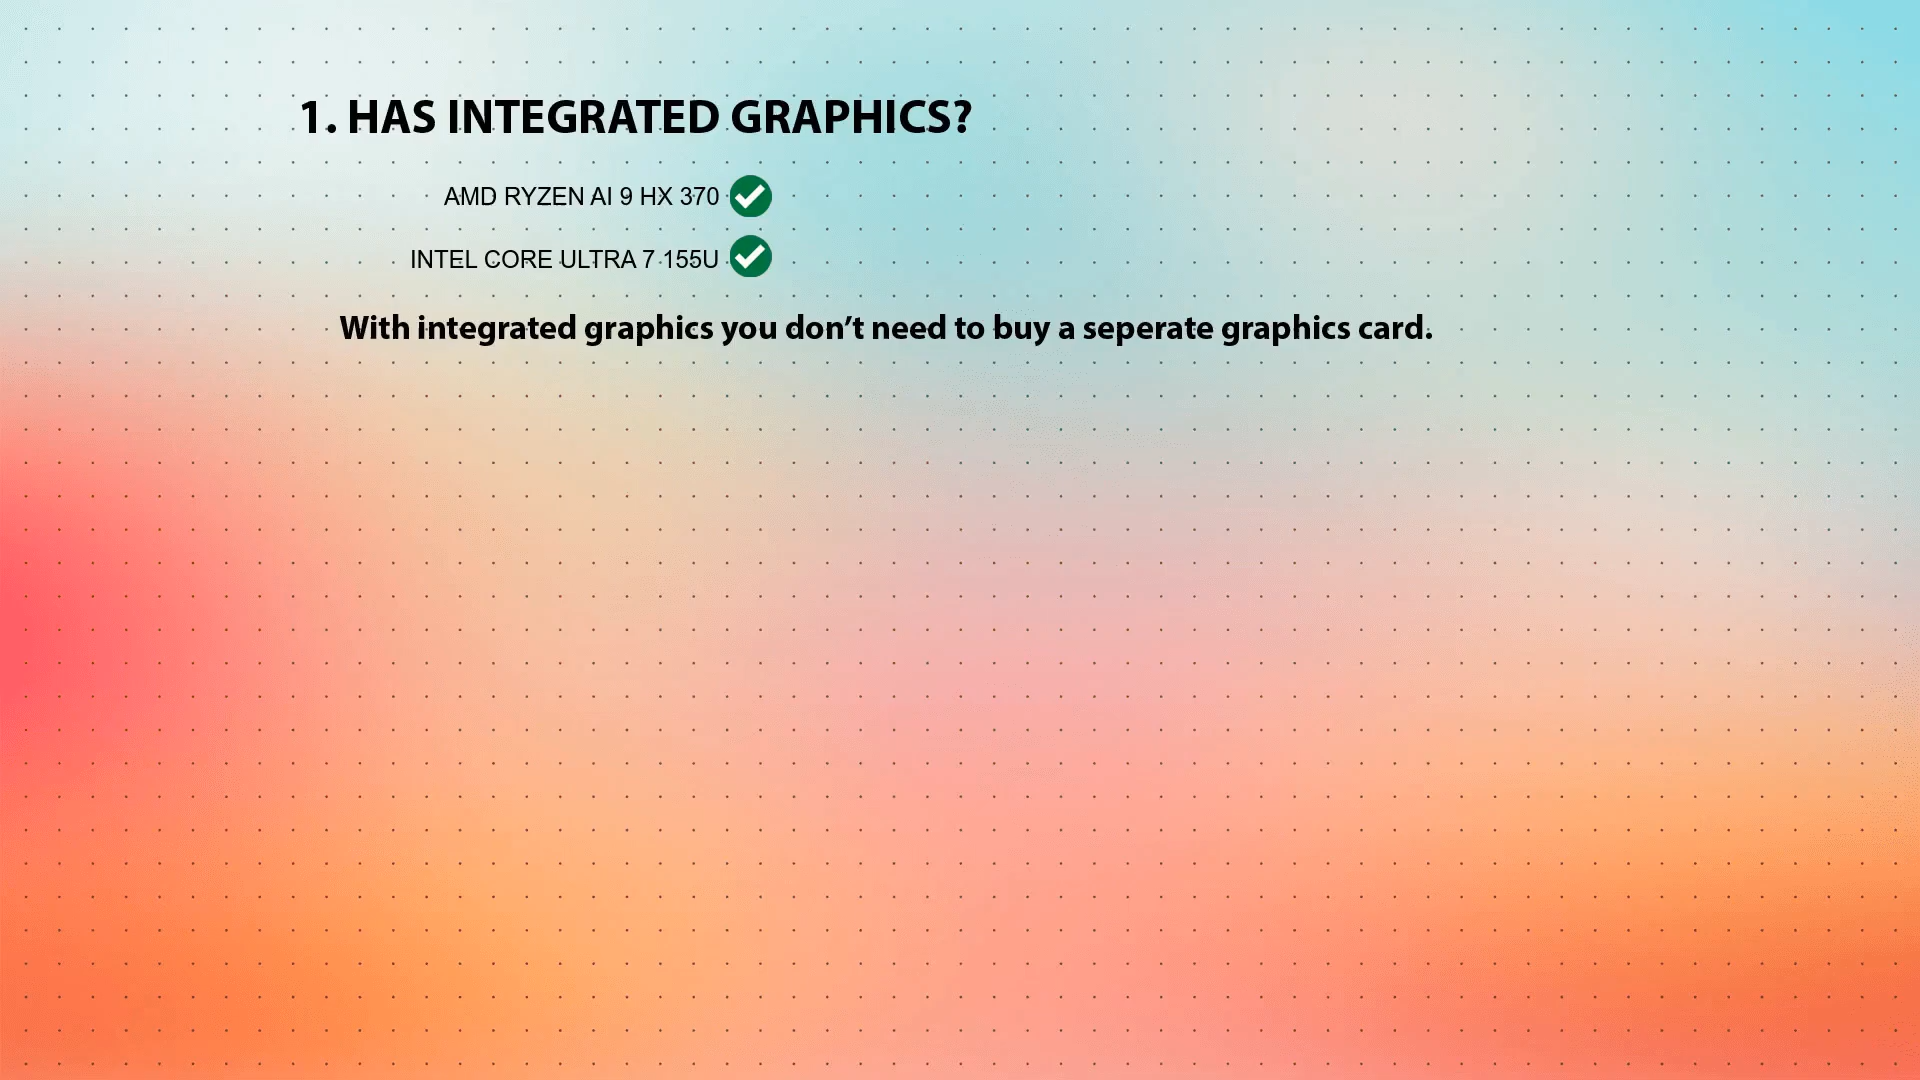 1. HAS INTEGRATED GRAPHICS?
AMD RYZEN AI 9 HX 370
INTEL CORE ULTRA 7 155U
With integrated graphics you don’t need to buy a seperate graphics card.